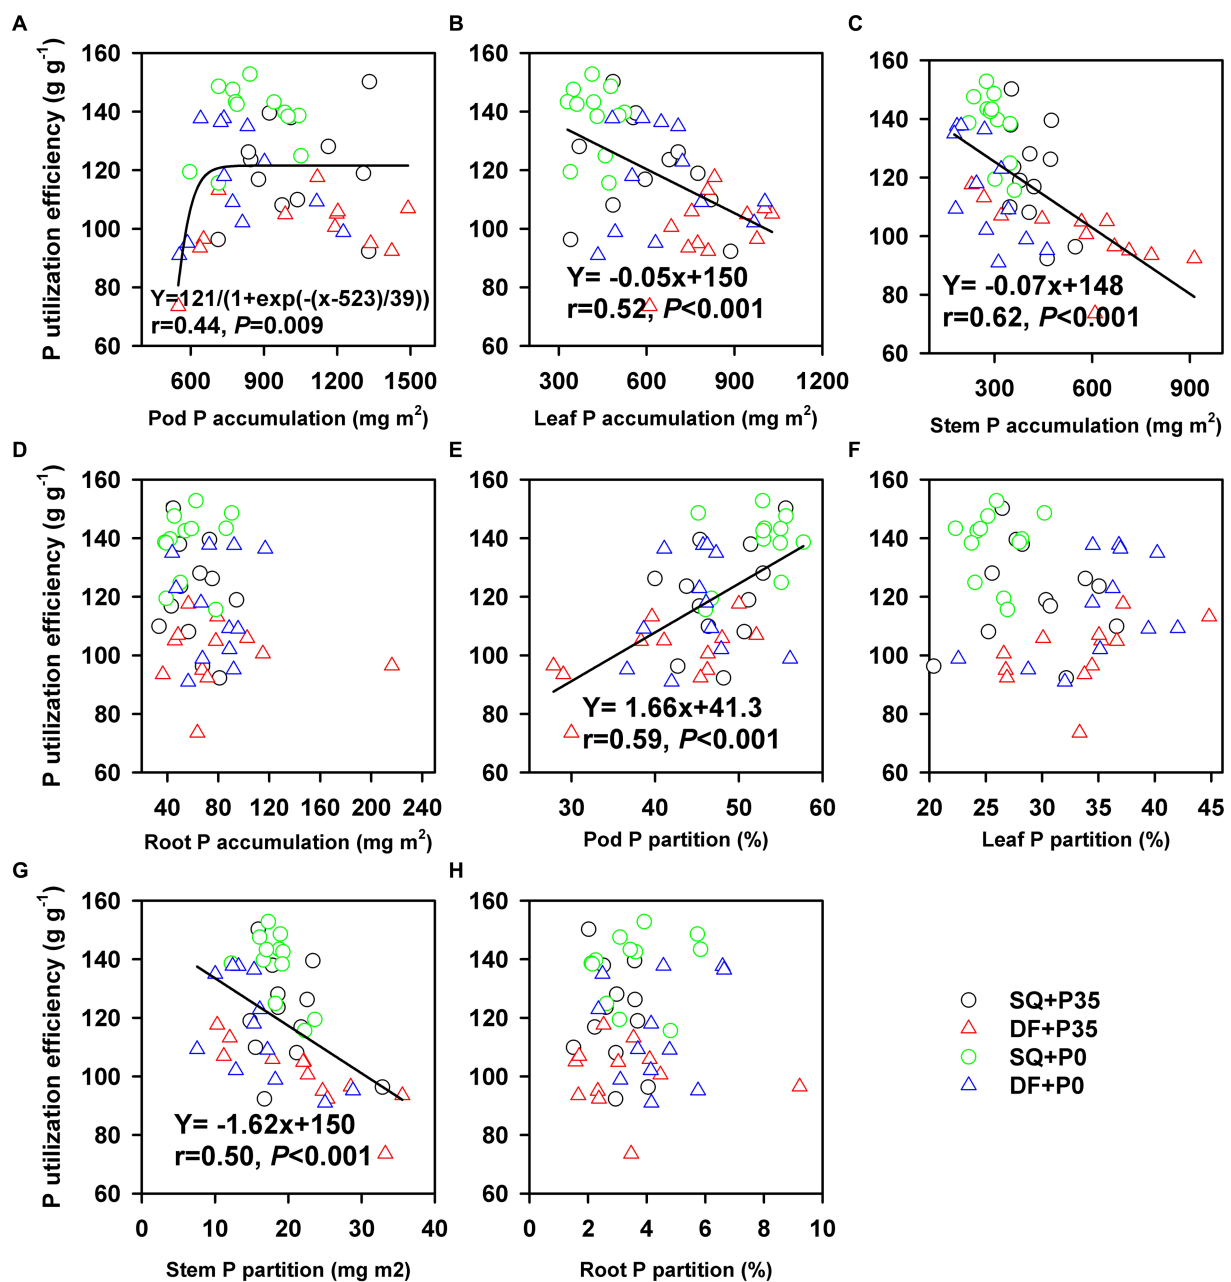 A
B
C
P utilization efficiency (g g⁻¹)
160
140
120
100
80
60
Y=121/(1+exp(-(x-523)/39))
r=0.44, P=0.009
600 900 1200 1500
Pod P accumulation (mg m²)
160
140
120
100
80
60
Y= -0.05x+150
r=0.52, P<0.001
300 600 900 1200
Leaf P accumulation (mg m²)
160
140
120
100
80
60
Y= -0.07x+148
r=0.62, P<0.001
300 600 900
Stem P accumulation (mg m²)
D
E
F
P utilization efficiency (g g⁻¹)
160
140
120
100
80
60
40 80 120 160 200 240
Root P accumulation (mg m²)
160
140
120
100
80
60
Y= 1.66x+41.3
r=0.59, P<0.001
30 40 50 60
Pod P partition (%)
160
140
120
100
80
60
20 25 30 35 40 45
Leaf P partition (%)
G
H
P utilization efficiency (g g⁻¹)
160
140
120
100
80
60
Y= -1.62x+150
r=0.50, P<0.001
0 10 20 30 40
Stem P partition (mg m2)
160
140
120
100
80
60
0 2 4 6 8 10
Root P partition (%)
SQ+P35
DF+P35
SQ+P0
DF+P0